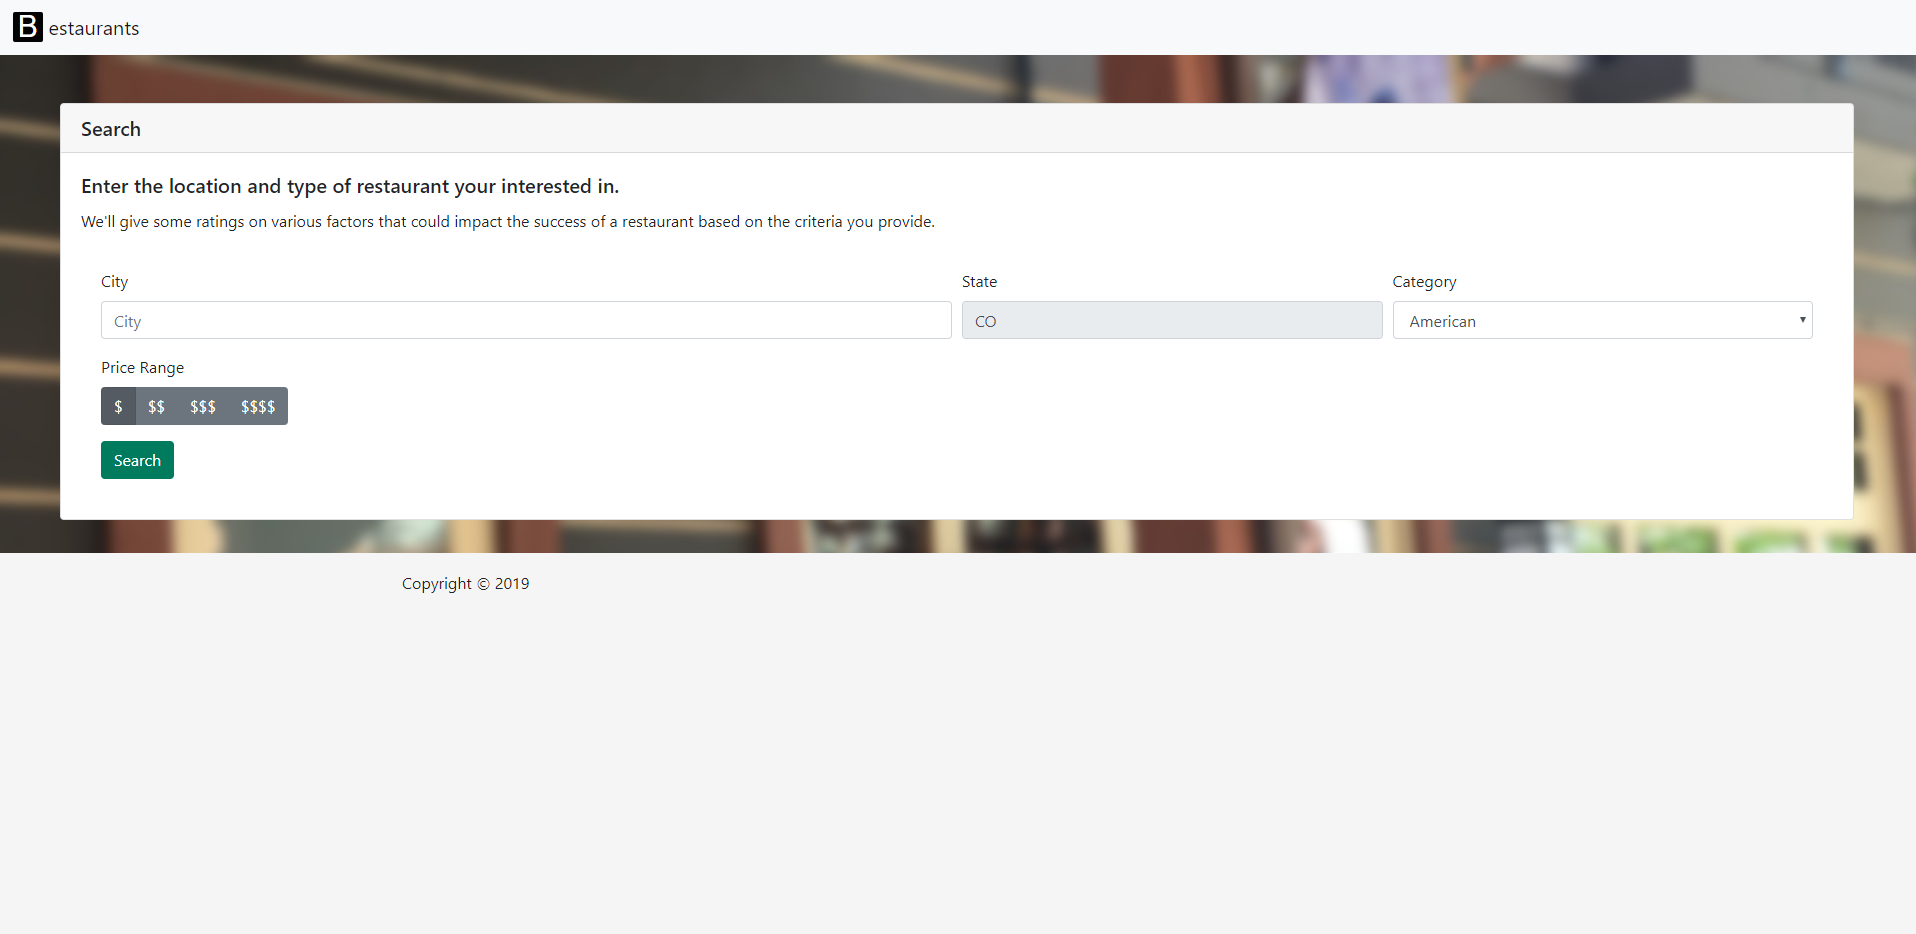 B estaurants
Search
Enter the location and type of restaurant your interested in.
We'll give some ratings on various factors that could impact the success of a restaurant based on the criteria you provide.
City State Category
City CO American
Price Range
$ $$ $$$ $$$$
Search
Copyright © 2019